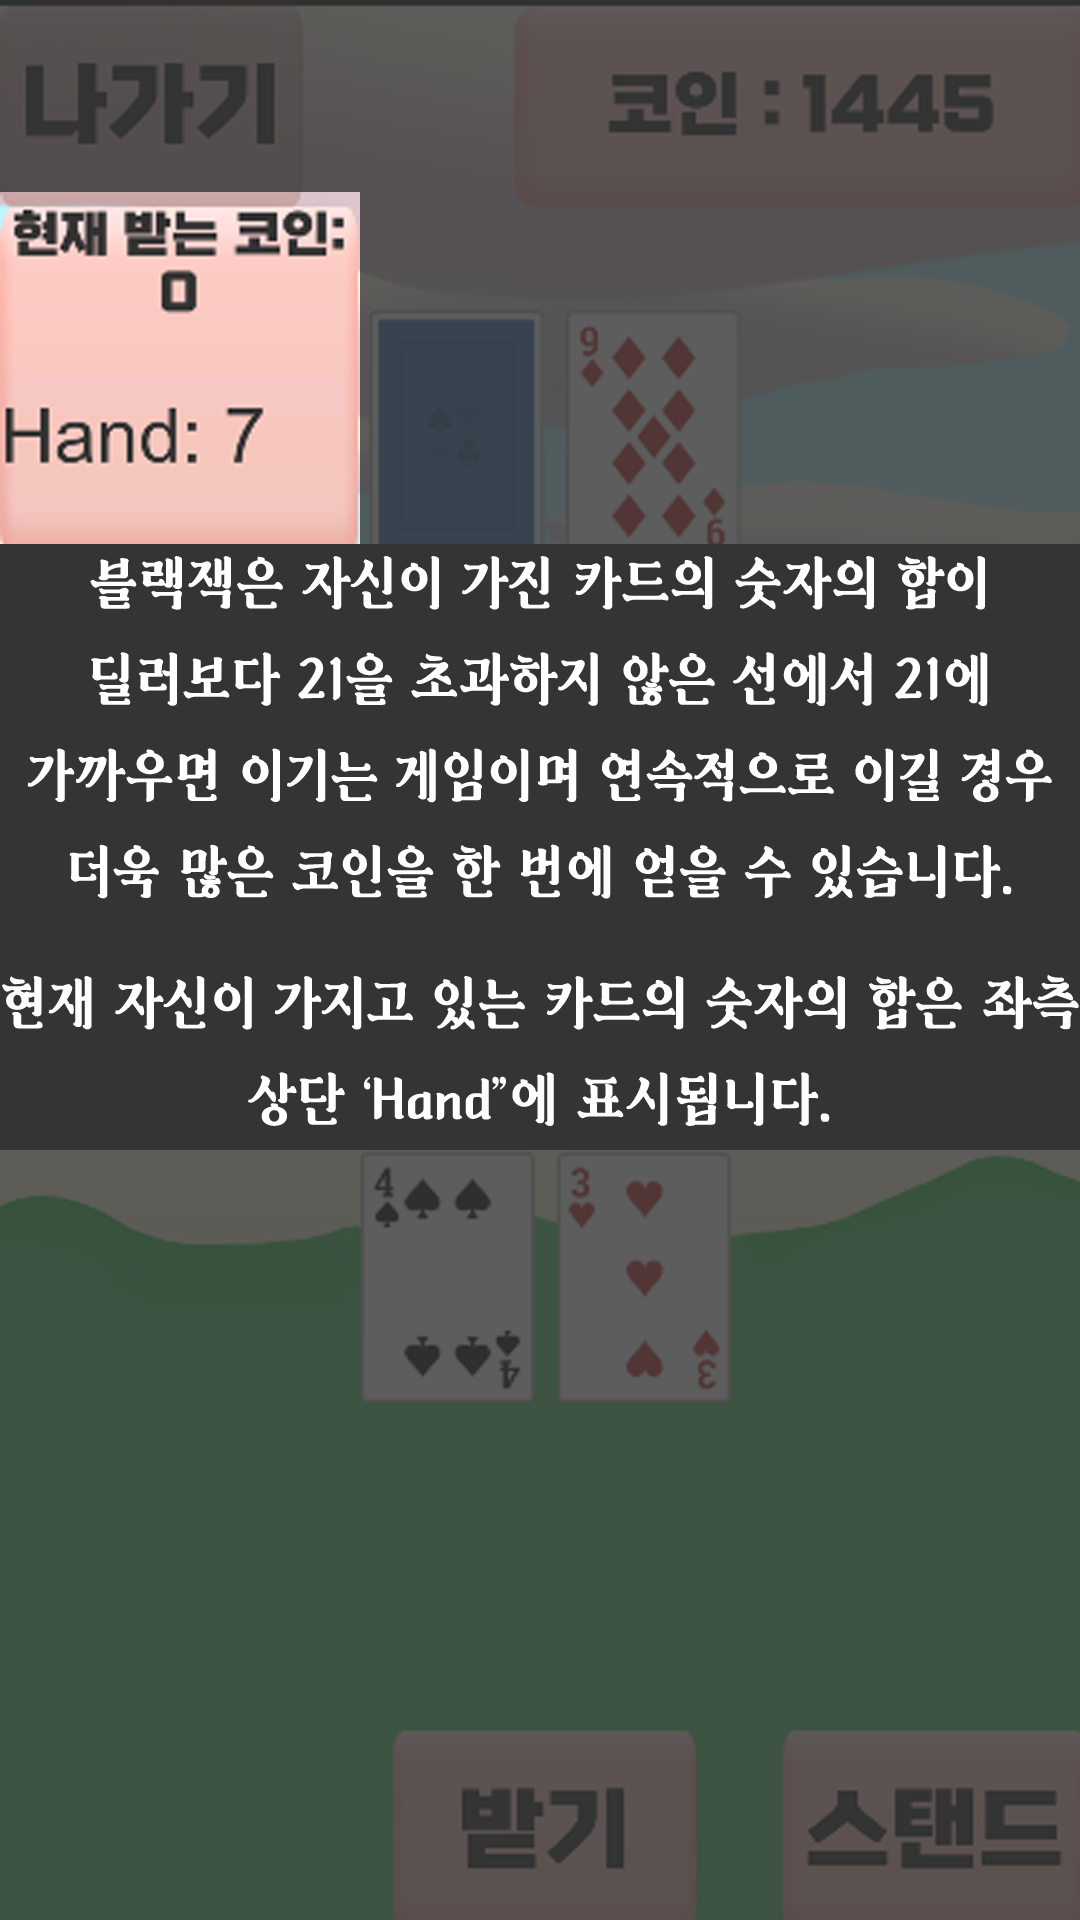 나가기
코인 : 1445
현재 받는 코인:
0
Hand: 7
9
6
블랙잭은 자신이 가진 카드의 숫자의 합이
딜러보다 21을 초과하지 않은 선에서 21에
가까우면 이기는 게임이며 연속적으로 이길 경우
더욱 많은 코인을 한 번에 얻을 수 있습니다.
현재 자신이 가지고 있는 카드의 숫자의 합은 좌측
상단 ‘Hand”에 표시됩니다.
4
3
4
3
받기
스탠드